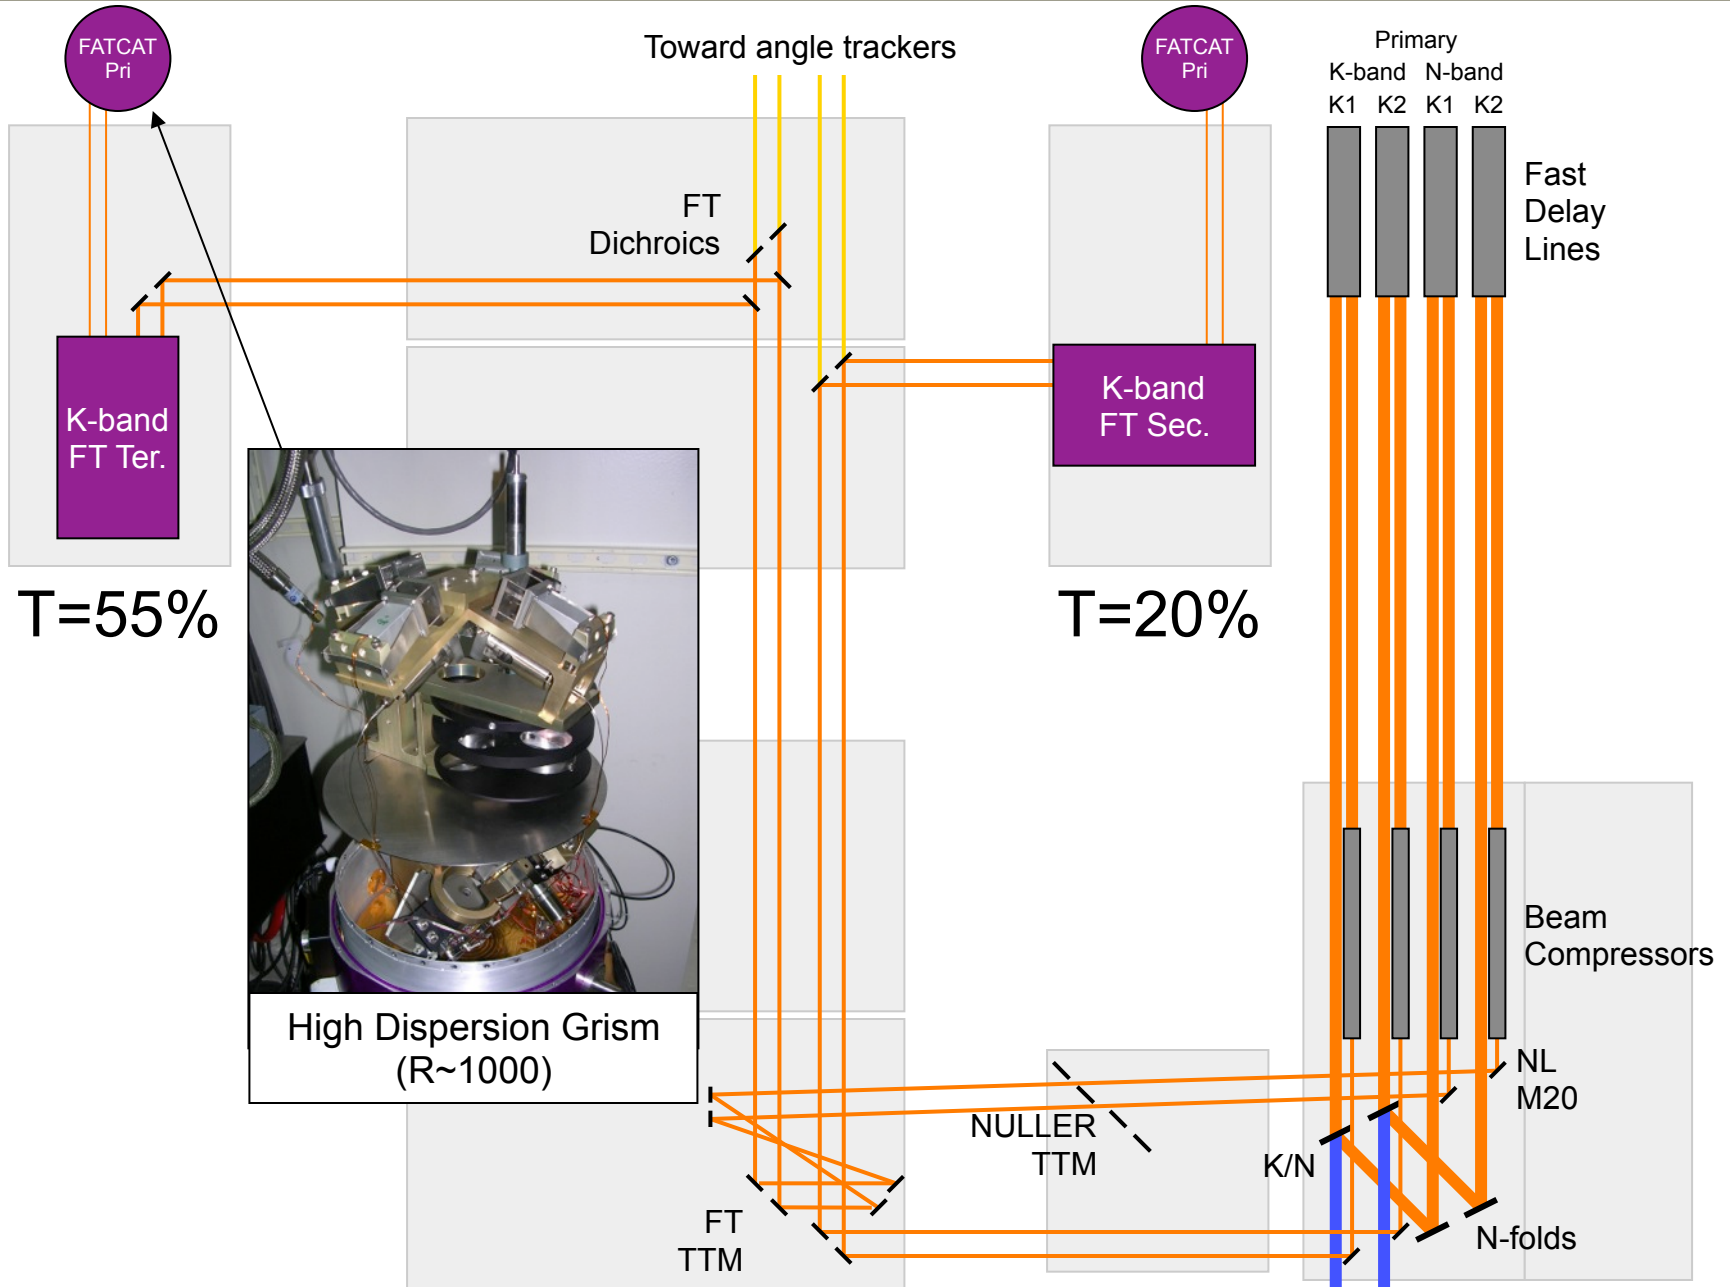 FATCAT
Pri
Toward angle trackers
FATCAT
Pri
Primary
K-band N-band
K1 K2 K1 K2
Fast
Delay
Lines
FT
Dichroics
K-band
FT Ter.
K-band
FT Sec.
T=55%
T=20%
High Dispersion Grism
(R~1000)
Beam
Compressors
NL
M20
NULLER
TTM
K/N
FT
TTM
N-folds